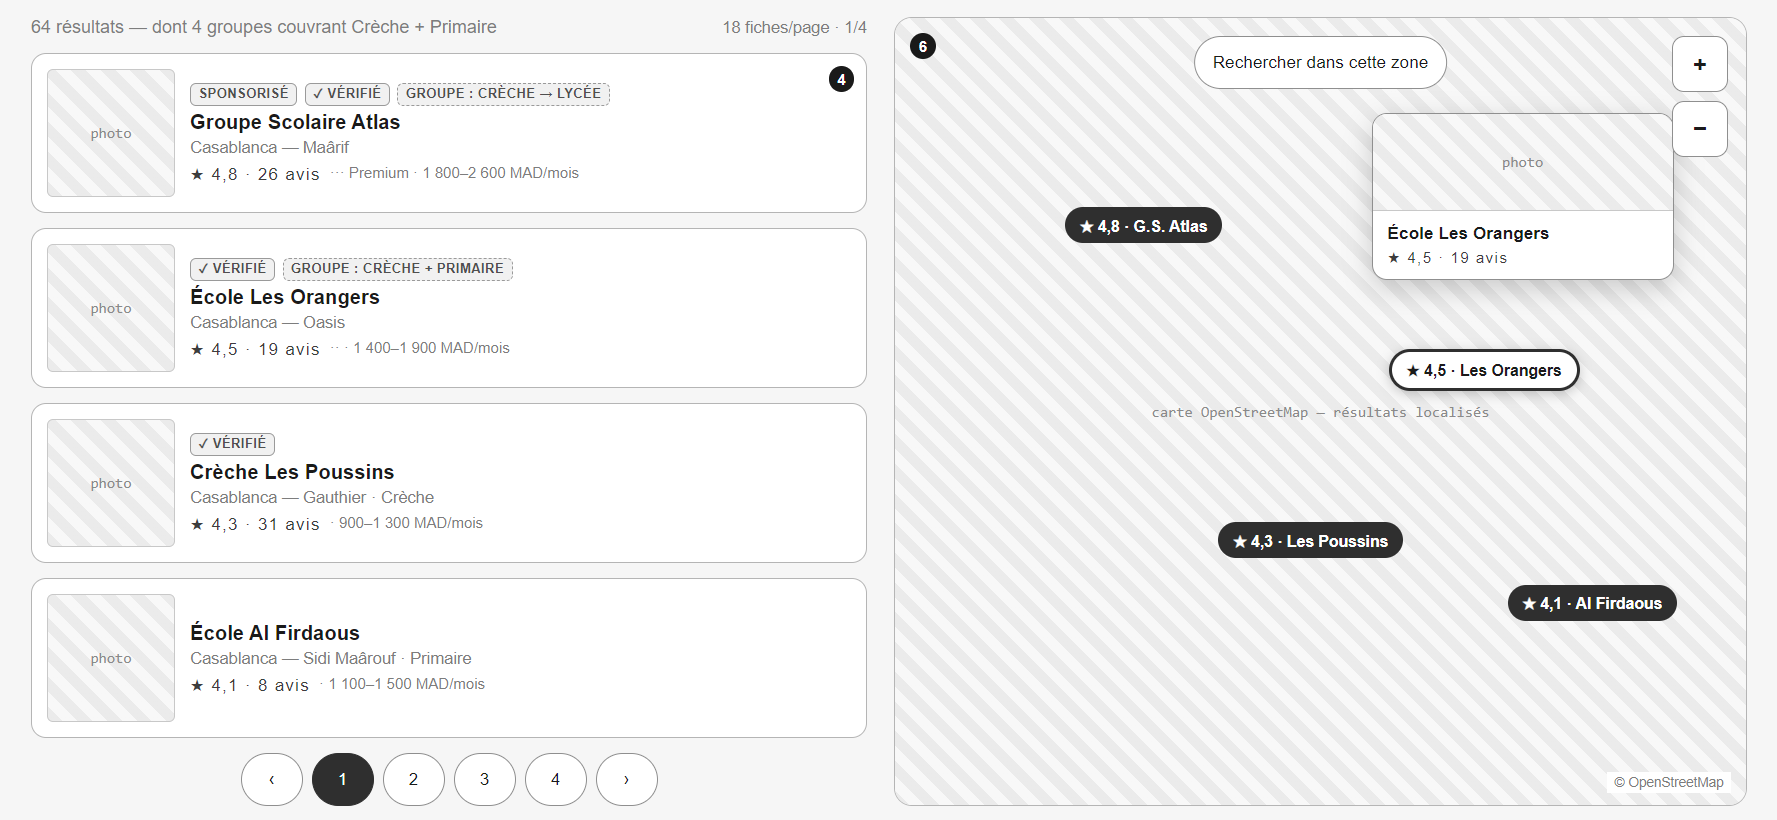 64 résultats — dont 4 groupes couvrant Crèche + Primaire
18 fiches/page · 1/4
4
photo
SPONSORISÉ
✓ VÉRIFIÉ
GROUPE : CRÈCHE → LYCÉE
Groupe Scolaire Atlas
Casablanca — Maârif
★ 4,8 · 26 avis ··· Premium · 1 800–2 600 MAD/mois
photo
✓ VÉRIFIÉ
GROUPE : CRÈCHE + PRIMAIRE
École Les Orangers
Casablanca — Oasis
★ 4,5 · 19 avis ·· · 1 400–1 900 MAD/mois
photo
✓ VÉRIFIÉ
Crèche Les Poussins
Casablanca — Gauthier · Crèche
★ 4,3 · 31 avis · 900–1 300 MAD/mois
photo
École Al Firdaous
Casablanca — Sidi Maârouf · Primaire
★ 4,1 · 8 avis · 1 100–1 500 MAD/mois
‹ 1 2 3 4 ›
6
Rechercher dans cette zone
+
−
photo
École Les Orangers
★ 4,5 · 19 avis
★ 4,8 · G.S. Atlas
★ 4,5 · Les Orangers
carte OpenStreetMap — résultats localisés
★ 4,3 · Les Poussins
★ 4,1 · Al Firdaous
© OpenStreetMap